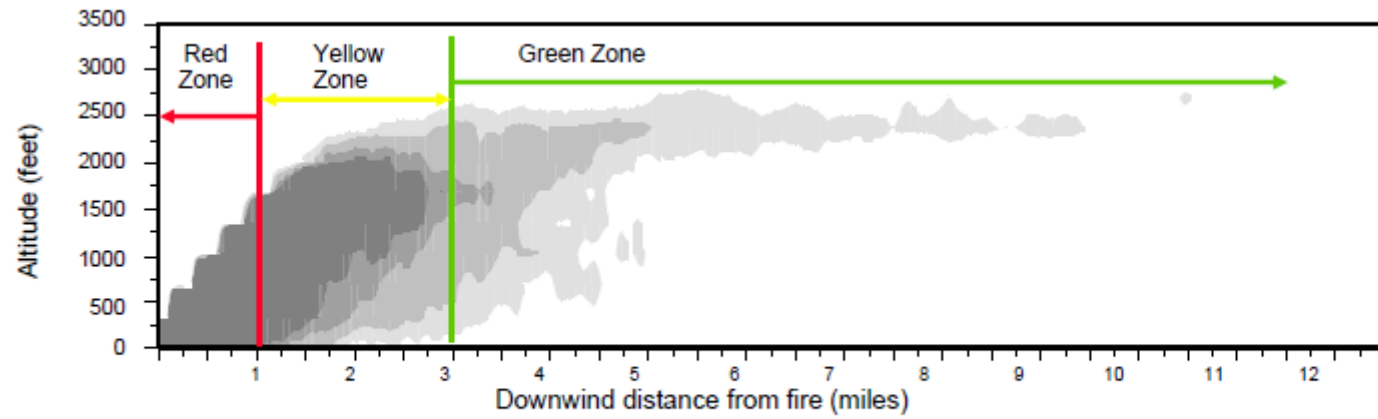 3500
Red
Zone
Yellow
Zone
Green Zone
3000
2500
2000
1500
1000
500
0
Altitude (feet)
1 2 3 4 5 6 7 8 9 10 11 12
Downwind distance from fire (miles)